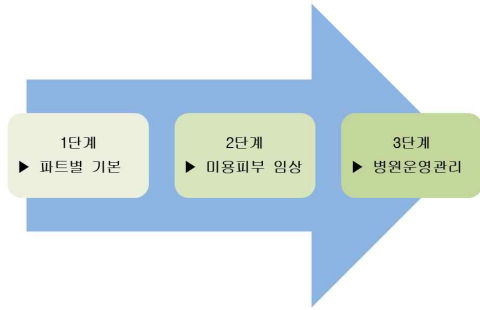 1단계
▶ 파트별 기본
2단계
▶ 미용피부 임상
3단계
▶ 병원운영관리